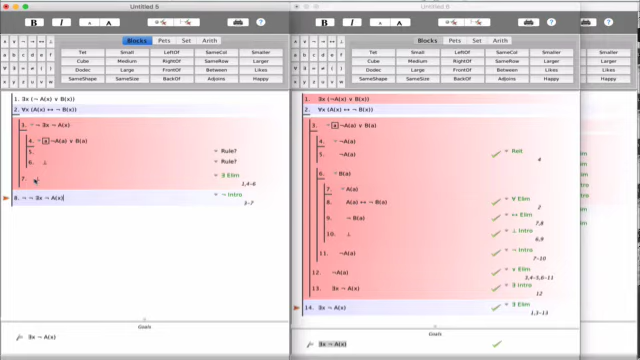 Untitled 5
B I A A
Blocks Pets Set Arith
Tet Small LeftOf SameCol Smaller
Cube Medium RightOf SameRow Larger
Dodec Large FrontOf Between Likes
SameShape SameSize BackOf Adjoins Happy
1. ∃x (¬ A(x) ∨ B(x))
2. ∀x (A(x) ↔ ¬ B(x))
3. ¬ ∃x ¬ A(x)
4. a ¬A(a) ∨ B(a)
5. Rule?
6. ⊥ Rule?
7. ∃ Elim
1,4-6
8. ¬ ¬ ∃x ¬ A(x) ¬ Intro
3-7
Goals
∃x ¬ A(x)
Untitled 6
B I A A
Blocks Pets Set Arith
Tet Small LeftOf SameCol Smaller
Cube Medium RightOf SameRow Larger
Dodec Large FrontOf Between Likes
SameShape SameSize BackOf Adjoins Happy
1. ∃x (¬A(x) ∨ B(x))
2. ∀x (A(x) ↔ ¬ B(x))
3. a ¬A(a) ∨ B(a)
4. ¬A(a)
5. ¬A(a) Reit
4
6. B(a)
7. A(a)
8. A(a) ↔ ¬ B(a) ∀ Elim
2
9. ¬ B(a) ↔ Elim
7,8
10. ⊥ ⊥ Intro
6,9
11. ¬A(a) ¬ Intro
7-10
12. ¬A(a) ∨ Elim
3,4-5,6-11
13. ∃x ¬ A(x) ∃ Intro
12
14. ∃x ¬ A(x) ∃ Elim
1,3-13
Goals
∃x ¬ A(x)